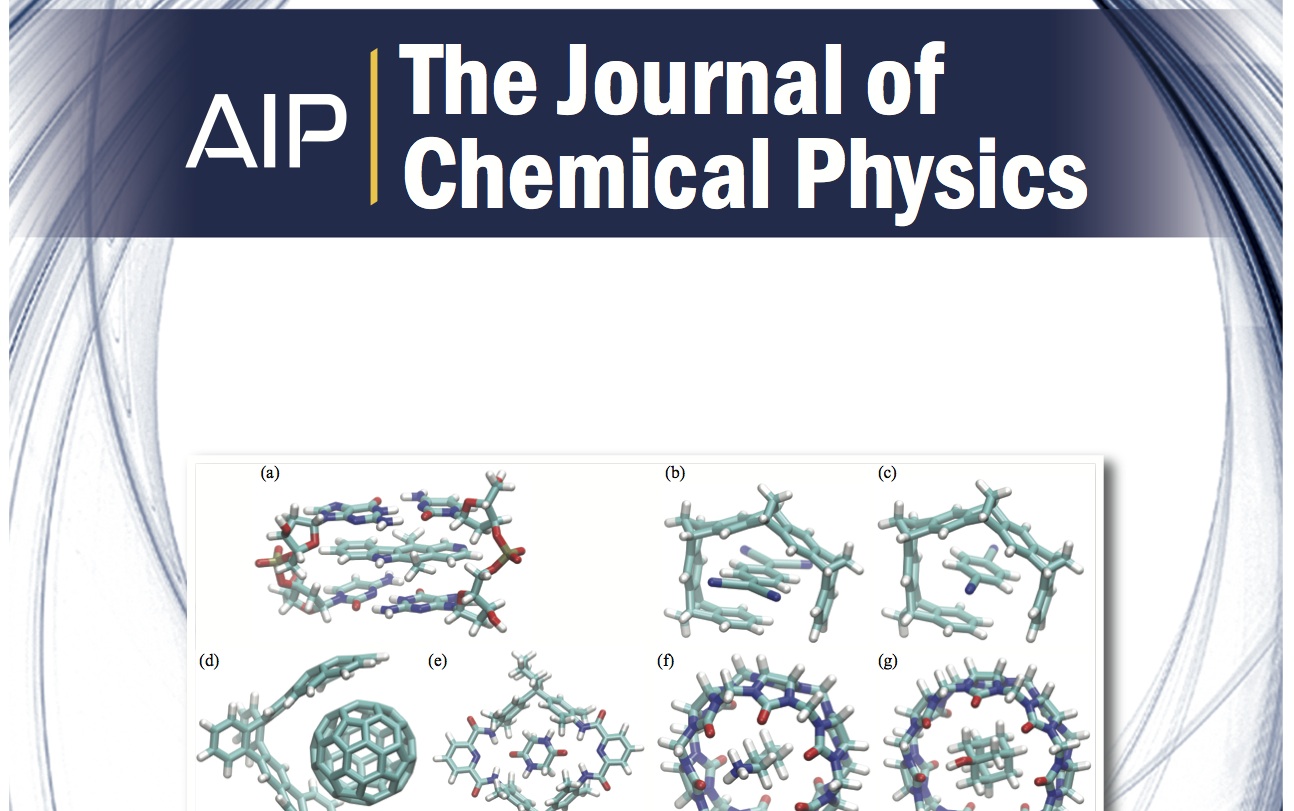 AIP
The Journal of
Chemical Physics
(a)
(b)
(c)
(d)
(e)
(f)
(g)